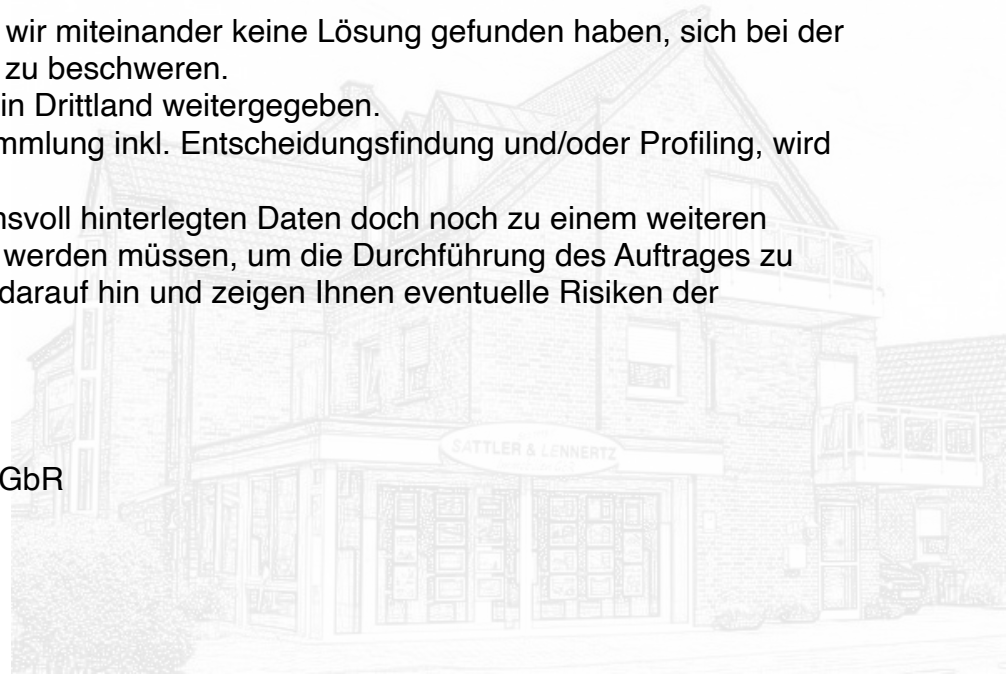 wir miteinander keine Lösung gefunden haben, sich bei der
zu beschweren.
in Drittland weitergegeben.
mmlung inkl. Entscheidungsfindung und/oder Profiling, wird
nsvoll hinterlegten Daten doch noch zu einem weiteren
werden müssen, um die Durchführung des Auftrages zu
darauf hin und zeigen Ihnen eventuelle Risiken der
SATTLER & LENNERTZ
GbR